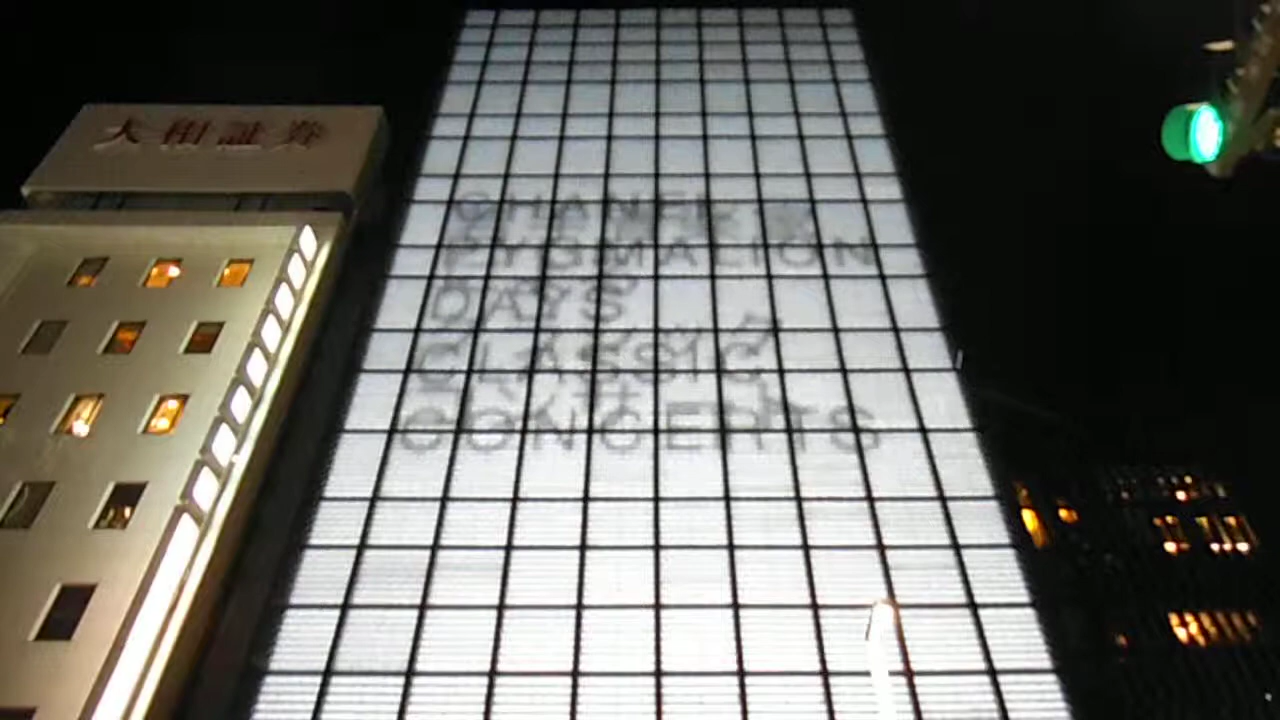 大和証券
CHANEL
PYGMALION
DAYS
CLASSIC
CONCERTS